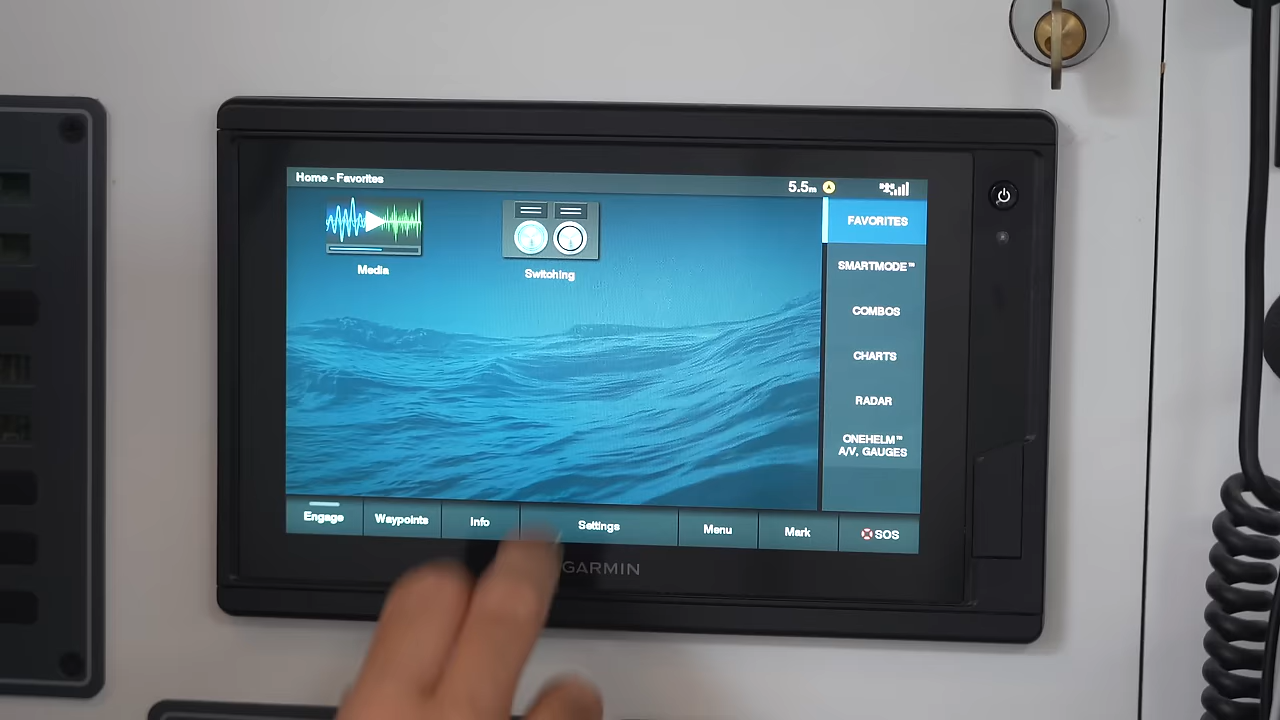 Home - Favorites
5.5m
Media
Switching
FAVORITES
SMARTMODE™
COMBOS
CHARTS
RADAR
ONEHELM™
A/V, GAUGES
Engage
Waypoints
Info
Settings
Menu
Mark
SOS
GARMIN